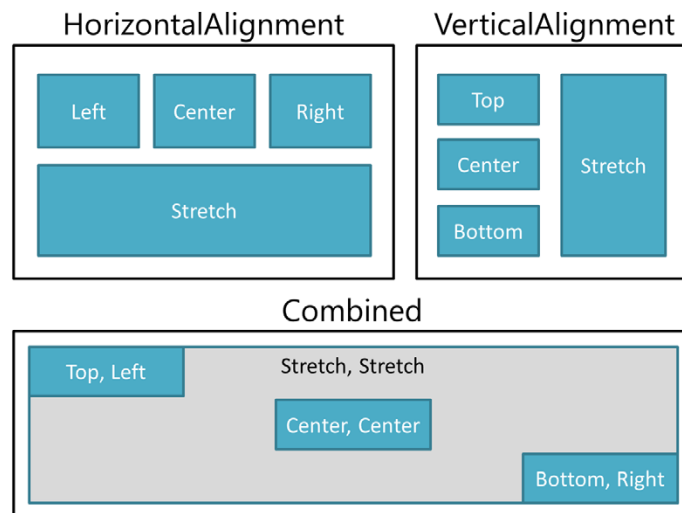 HorizontalAlignment
Left
Center
Right
Stretch
VerticalAlignment
Top
Center
Bottom
Stretch
Combined
Top, Left
Stretch, Stretch
Center, Center
Bottom, Right